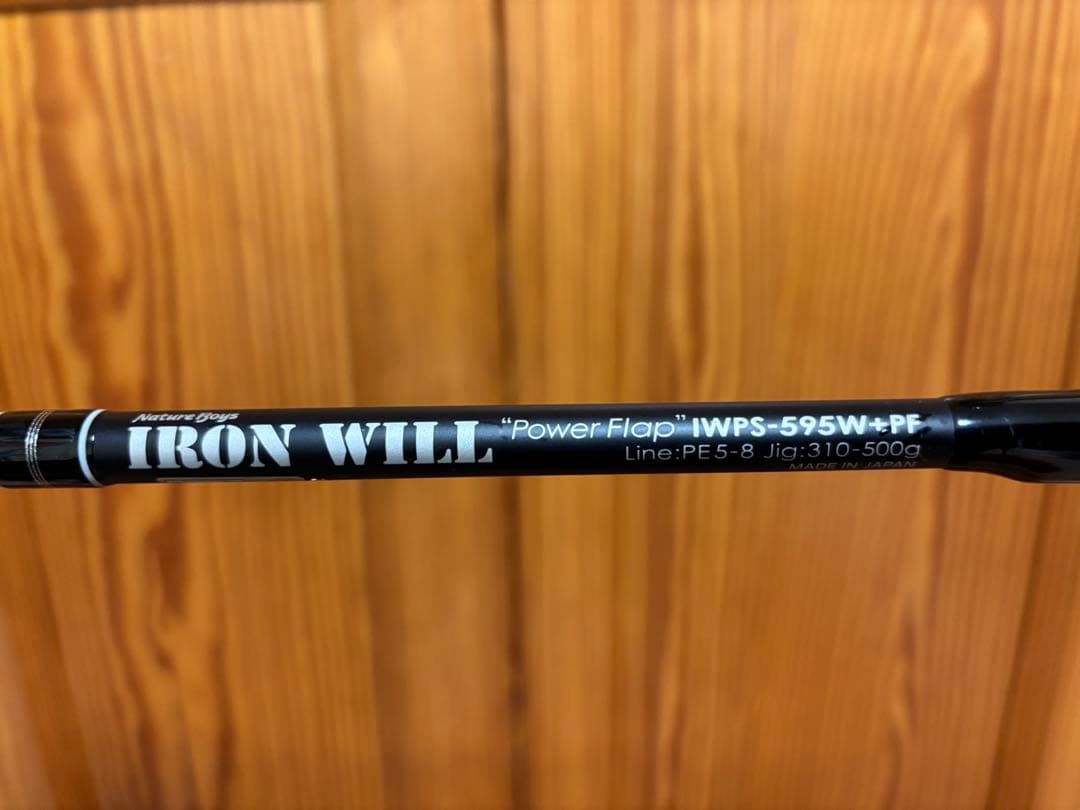 Nature Boys
IRON WILL "Power Flap" IWPS-595W+PF
Line:PE5-8 Jig:310-500g
MADE IN JAPAN